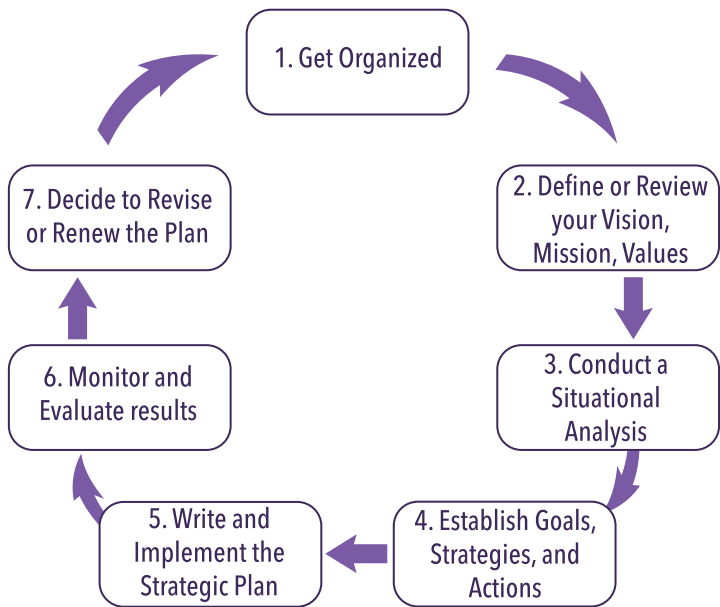 1. Get Organized
2. Define or Review
your Vision,
Mission, Values
3. Conduct a
Situational
Analysis
4. Establish Goals,
Strategies, and
Actions
5. Write and
Implement the
Strategic Plan
6. Monitor and
Evaluate results
7. Decide to Revise
or Renew the Plan